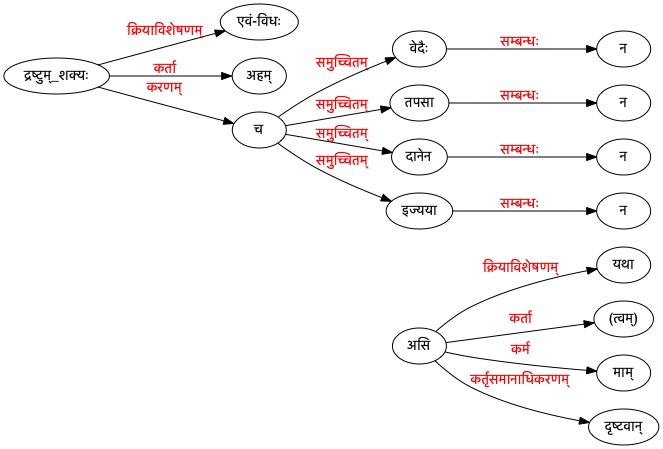 क्रियाविशेषणम्
एवं-विधः
द्रष्टुम्_शक्यः
कर्ता
अहम्
करणम्
च
समुच्चितम्
वेदैः
सम्बन्धः
न
समुच्चितम्
तपसा
सम्बन्धः
न
समुच्चितम्
दानेन
सम्बन्धः
न
समुच्चितम्
इज्यया
सम्बन्धः
न
असि
क्रियाविशेषणम्
यथा
कर्ता
(त्वम्)
कर्म
माम्
कर्तृसमानाधिकरणम्
दृष्टवान्